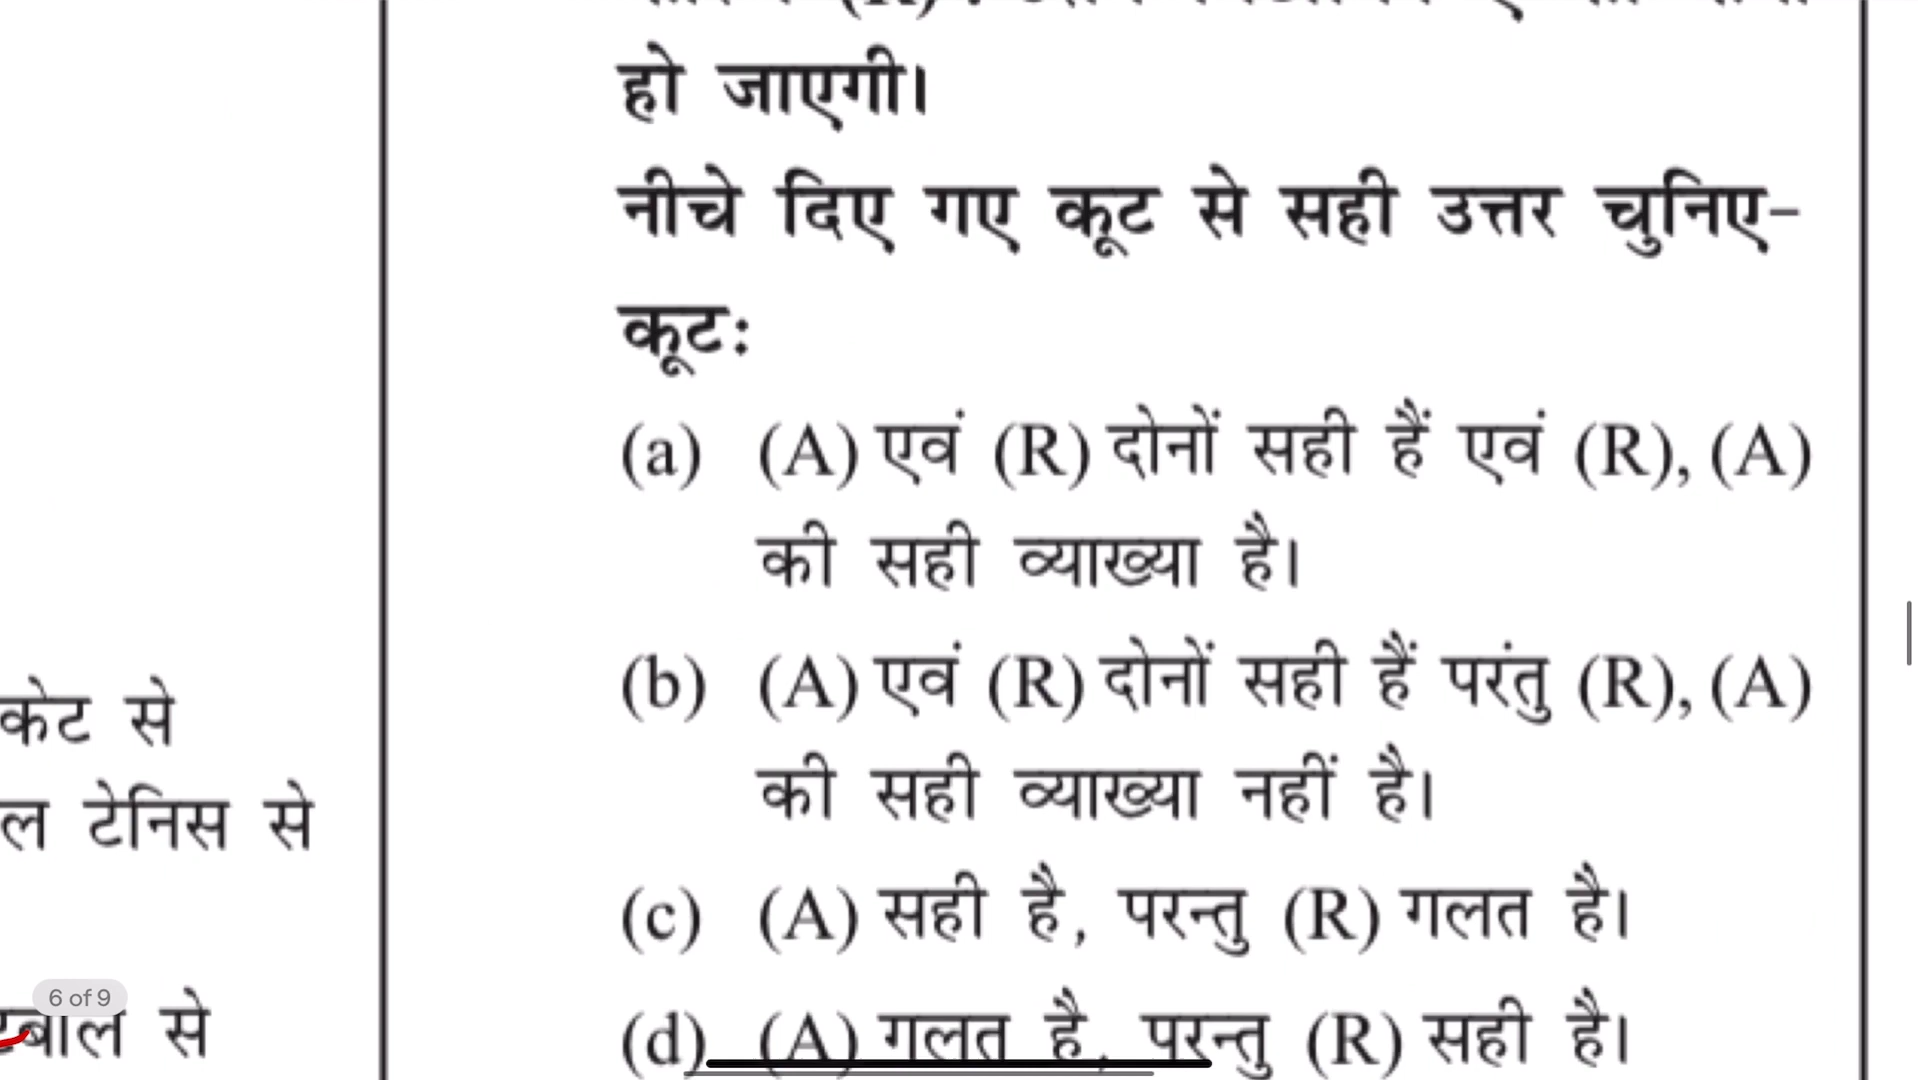 हो जाएगी।
नीचे दिए गए कूट से सही उत्तर चुनिए-
कूट:
(a) (A) एवं (R) दोनों सही हैं एवं (R), (A)
की सही व्याख्या है।
(b) (A) एवं (R) दोनों सही हैं परंतु (R), (A)
की सही व्याख्या नहीं है।
(c) (A) सही है, परन्तु (R) गलत है।
(d) (A) गलत है, परन्तु (R) सही है।
केट से
ल टेनिस से
से
6 of 9